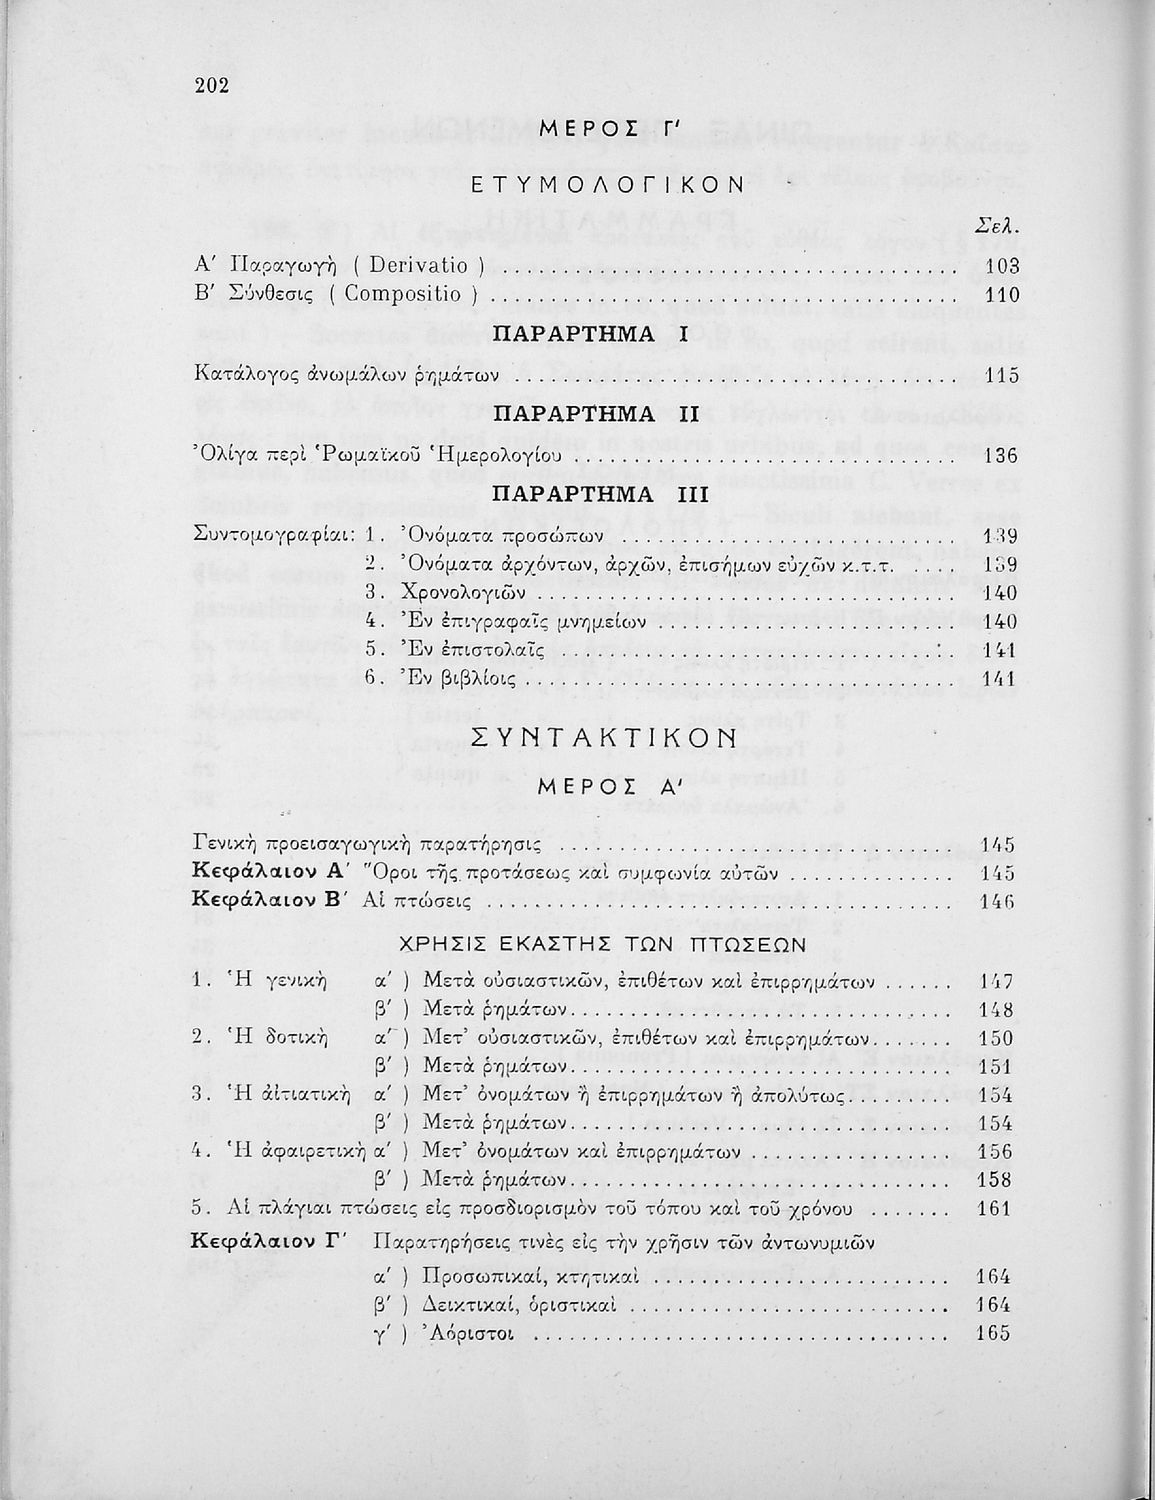 202
ΜΕΡΟΣ Γ'
ΕΤΥΜΟΛΟΓΙΚΟΝ
Σελ.
Α' Παραγωγὴ ( Derivatio ) . . . . . . . . . . 103
Β' Σύνθεσις ( Compositio ) . . . . . . . . . . 110
ΠΑΡΑΡΤΗΜΑ Ι
Κατάλογος ἀνωμάλων ῥημάτων . . . . . . . . . . 115
ΠΑΡΑΡΤΗΜΑ ΙΙ
Ὀλίγα περὶ Ῥωμαϊκοῦ Ἡμερολογίου . . . . . . . . . . 136
ΠΑΡΑΡΤΗΜΑ ΙΙΙ
Συντομογραφίαι: 1. Ὀνόματα προσώπων . . . . . . . . . . 139
2. Ὀνόματα ἀρχόντων, ἀρχῶν, ἐπισήμων εὐχῶν κ.τ.τ. . . . . 139
3. Χρονολογιῶν . . . . . . . . . . 140
4. Ἐν ἐπιγραφαῖς μνημείων . . . . . . . . . . 140
5. Ἐν ἐπιστολαῖς . . . . . . . . . . 141
6. Ἐν βιβλίοις . . . . . . . . . . 141
ΣΥΝΤΑΚΤΙΚΟΝ
ΜΕΡΟΣ Α'
Γενικὴ προεισαγωγικὴ παρατήρησις . . . . . . . . . . 145
Κεφάλαιον Α' Ὅροι τῆς προτάσεως καὶ συμφωνία αὐτῶν . . . . . . . . . . 145
Κεφάλαιον Β' Αἱ πτώσεις . . . . . . . . . . 146
ΧΡΗΣΙΣ ΕΚΑΣΤΗΣ ΤΩΝ ΠΤΩΣΕΩΝ
1. Ἡ γενικὴ α' ) Μετὰ οὐσιαστικῶν, ἐπιθέτων καὶ ἐπιρρημάτων . . . . . . 147
β' ) Μετὰ ῥημάτων . . . . . . . . . . 148
2. Ἡ δοτικὴ α' ) Μετ' οὐσιαστικῶν, ἐπιθέτων καὶ ἐπιρρημάτων . . . . . . . 150
β' ) Μετὰ ῥημάτων . . . . . . . . . . 151
3. Ἡ αἰτιατικὴ α' ) Μετ' ὀνομάτων ἢ ἐπιρρημάτων ἢ ἀπολύτως . . . . . . . . . 154
β' ) Μετὰ ῥημάτων . . . . . . . . . . 154
4. Ἡ ἀφαιρετικὴ α' ) Μετ' ὀνομάτων καὶ ἐπιρρημάτων . . . . . . . . . . 156
β' ) Μετὰ ῥημάτων . . . . . . . . . . 158
5. Αἱ πλάγιαι πτώσεις εἰς προσδιορισμὸν τοῦ τόπου καὶ τοῦ χρόνου . . . . . . . 161
Κεφάλαιον Γ' Παρατηρήσεις τινὲς εἰς τὴν χρῆσιν τῶν ἀντωνυμιῶν
α' ) Προσωπικαί, κτητικαὶ . . . . . . . . . . 164
β' ) Δεικτικαί, ὁριστικαὶ . . . . . . . . . . 164
γ' ) Ἀόριστοι . . . . . . . . . . 165